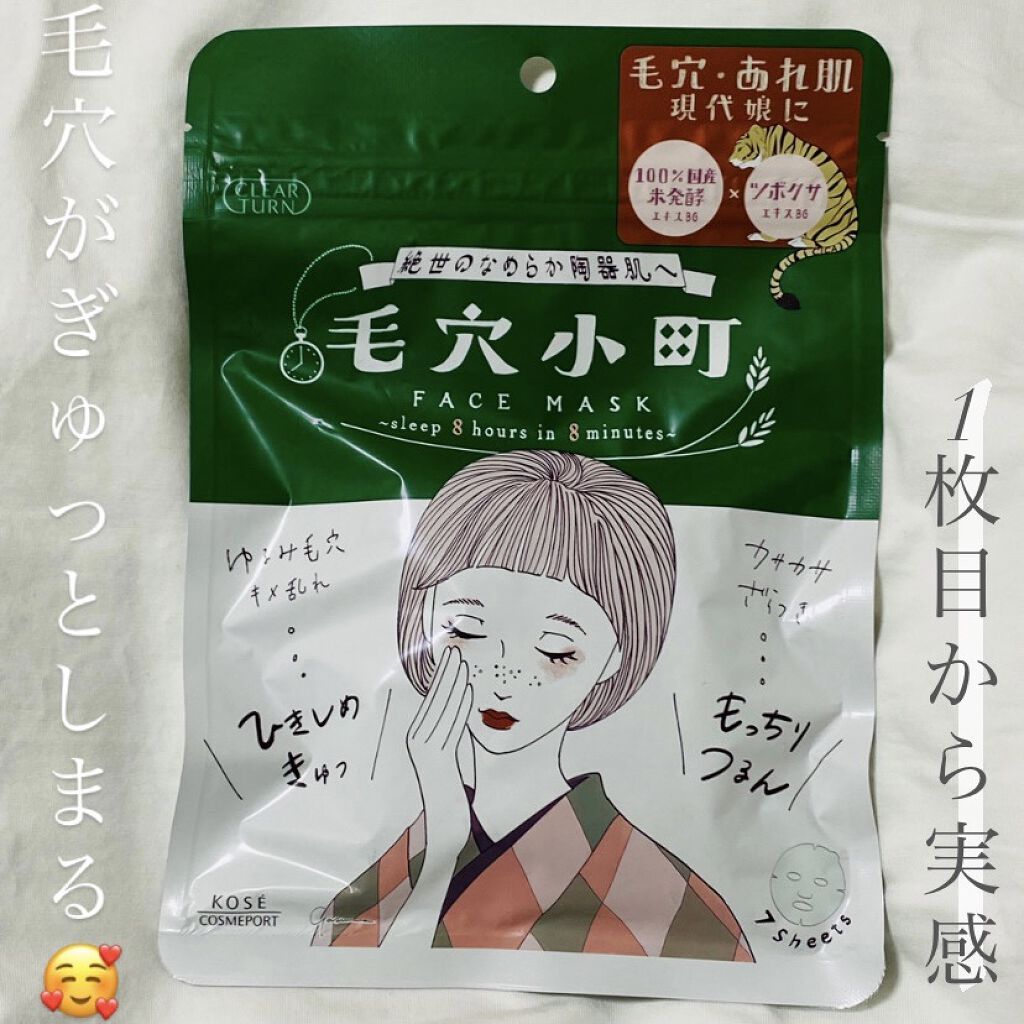 毛穴がぎゅっとしまる🥰
1枚目から実感
毛穴・あれ肌
現代娘に
100%国産
米発酵
エキスBG
×
ツボクサ
エキスBG
CICA
CLEAR
TURN
絶世のなめらか陶器肌へ
毛穴小町
FACE MASK
~sleep 8 hours in 8 minutes~
ゆるみ毛穴
キメ乱れ
ひきしめ
きゅっ
カサカサ
ざらつき
もっちり
つるん
7 sheets
KOSÉ
COSMEPORT